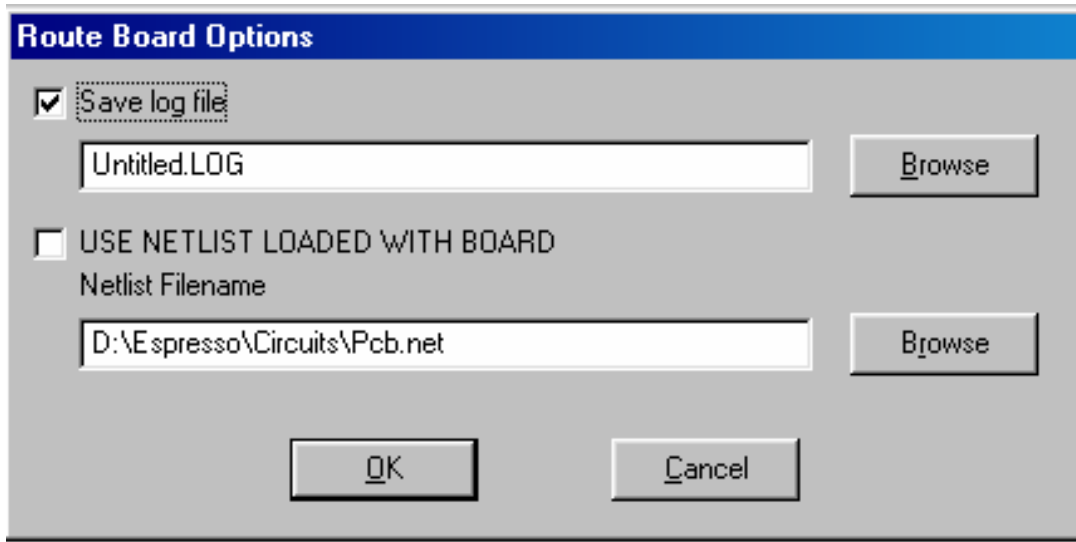 Route Board Options
Save log file
Untitled.LOG
Browse
USE NETLIST LOADED WITH BOARD
Netlist Filename
D:\Espresso\Circuits\Pcb.net
Browse
OK
Cancel